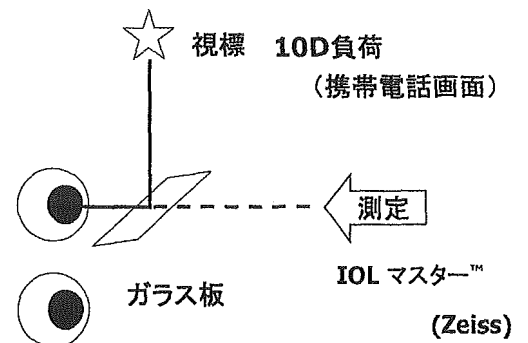 視標 10D負荷
（携帯電話画面）
測定
ガラス板
IOL マスター™
(Zeiss)